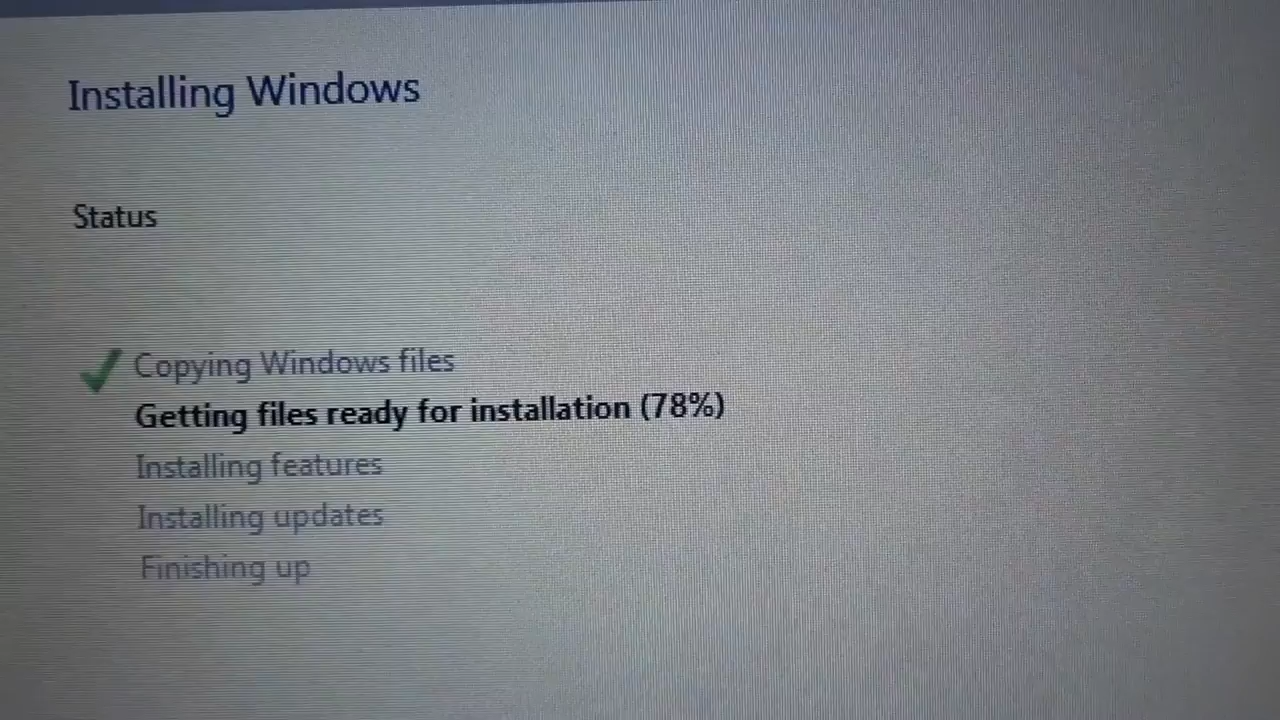 Installing Windows
Status
Copying Windows files
Getting files ready for installation (78%)
Installing features
Installing updates
Finishing up